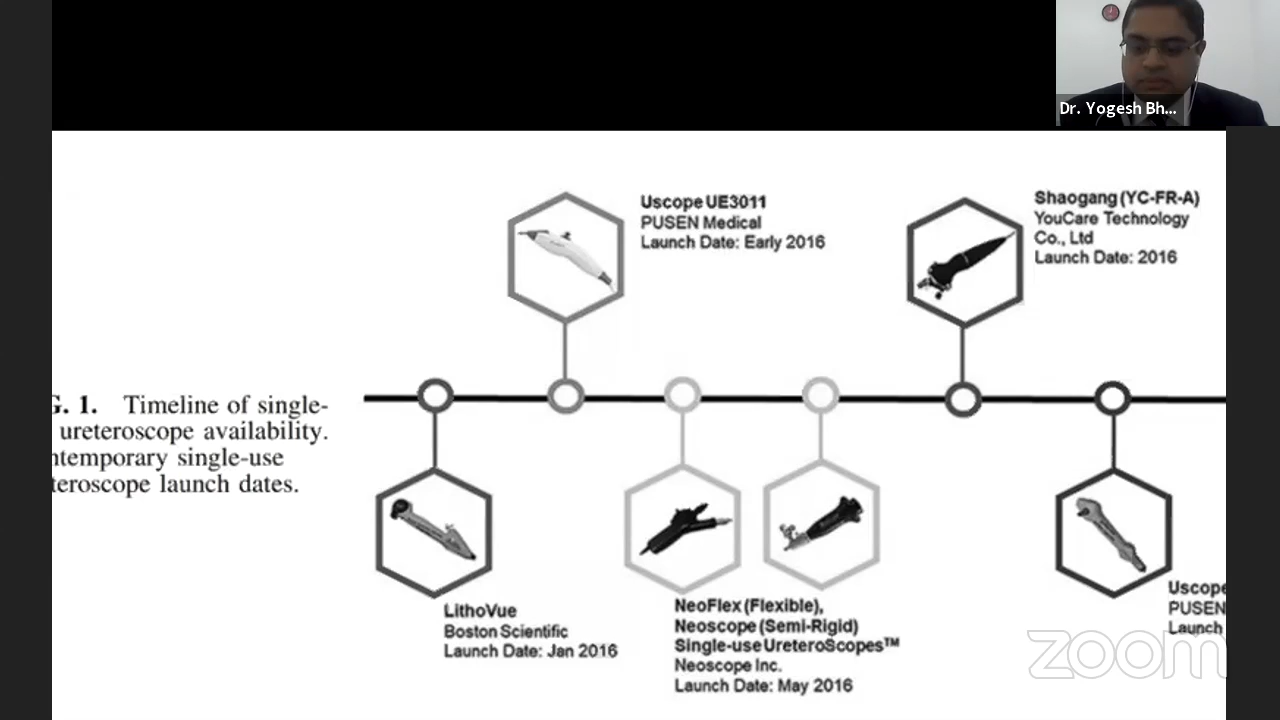 Dr. Yogesh Bh...
Uscope UE3011
PUSEN Medical
Launch Date: Early 2016
Shaogang (YC-FR-A)
YouCare Technology
Co., Ltd
Launch Date: 2016
G. 1. Timeline of single-
ureteroscope availability.
ntemporary single-use
teroscope launch dates.
LithoVue
Boston Scientific
Launch Date: Jan 2016
NeoFlex (Flexible),
Neoscope (Semi-Rigid)
Single-use UreteroScopes™
Neoscope Inc.
Launch Date: May 2016
Uscope
PUSEN
Launch
zoom